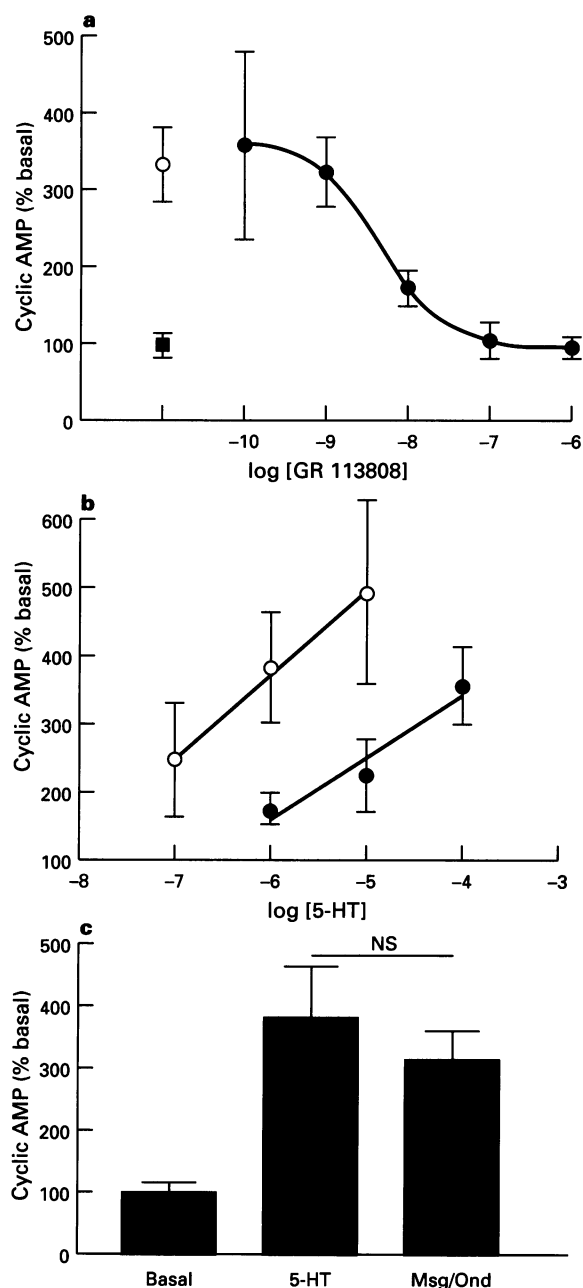 a
500
400
300
200
100
0
Cyclic AMP (% basal)
–10 –9 –8 –7 –6
log [GR 113808]
b
600
500
400
300
200
100
Cyclic AMP (% basal)
–8 –7 –6 –5 –4 –3
log [5-HT]
c
500
400
300
200
100
0
Cyclic AMP (% basal)
NS
Basal 5-HT Msg/Ond